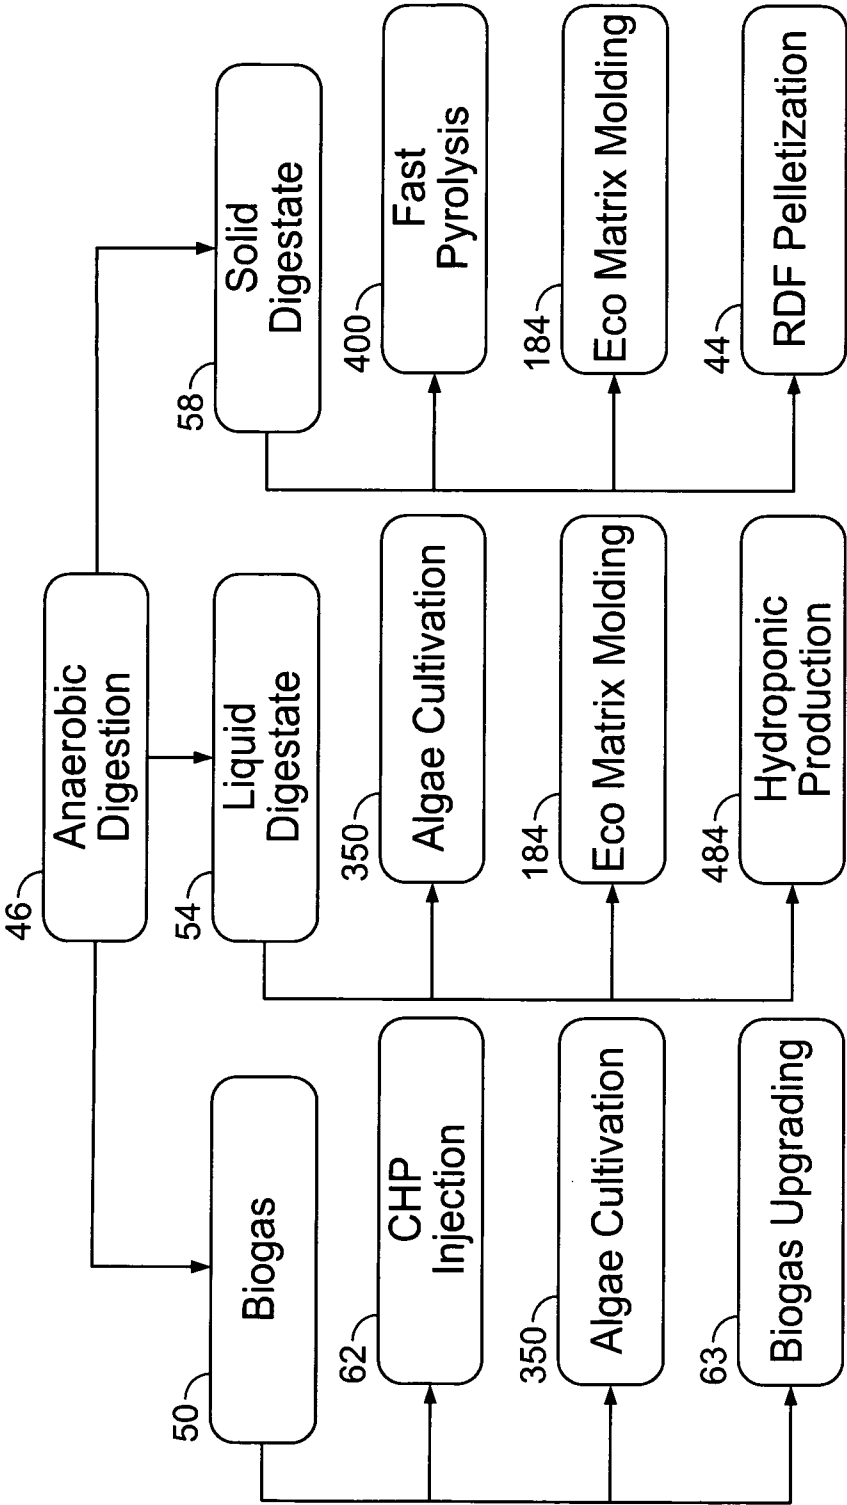 46
Anaerobic
Digestion
50
Biogas
62
CHP
Injection
350
Algae Cultivation
63
Biogas Upgrading
54
Liquid
Digestate
350
Algae Cultivation
184
Eco Matrix Molding
484
Hydroponic
Production
58
Solid
Digestate
400
Fast
Pyrolysis
184
Eco Matrix Molding
44
RDF Pelletization